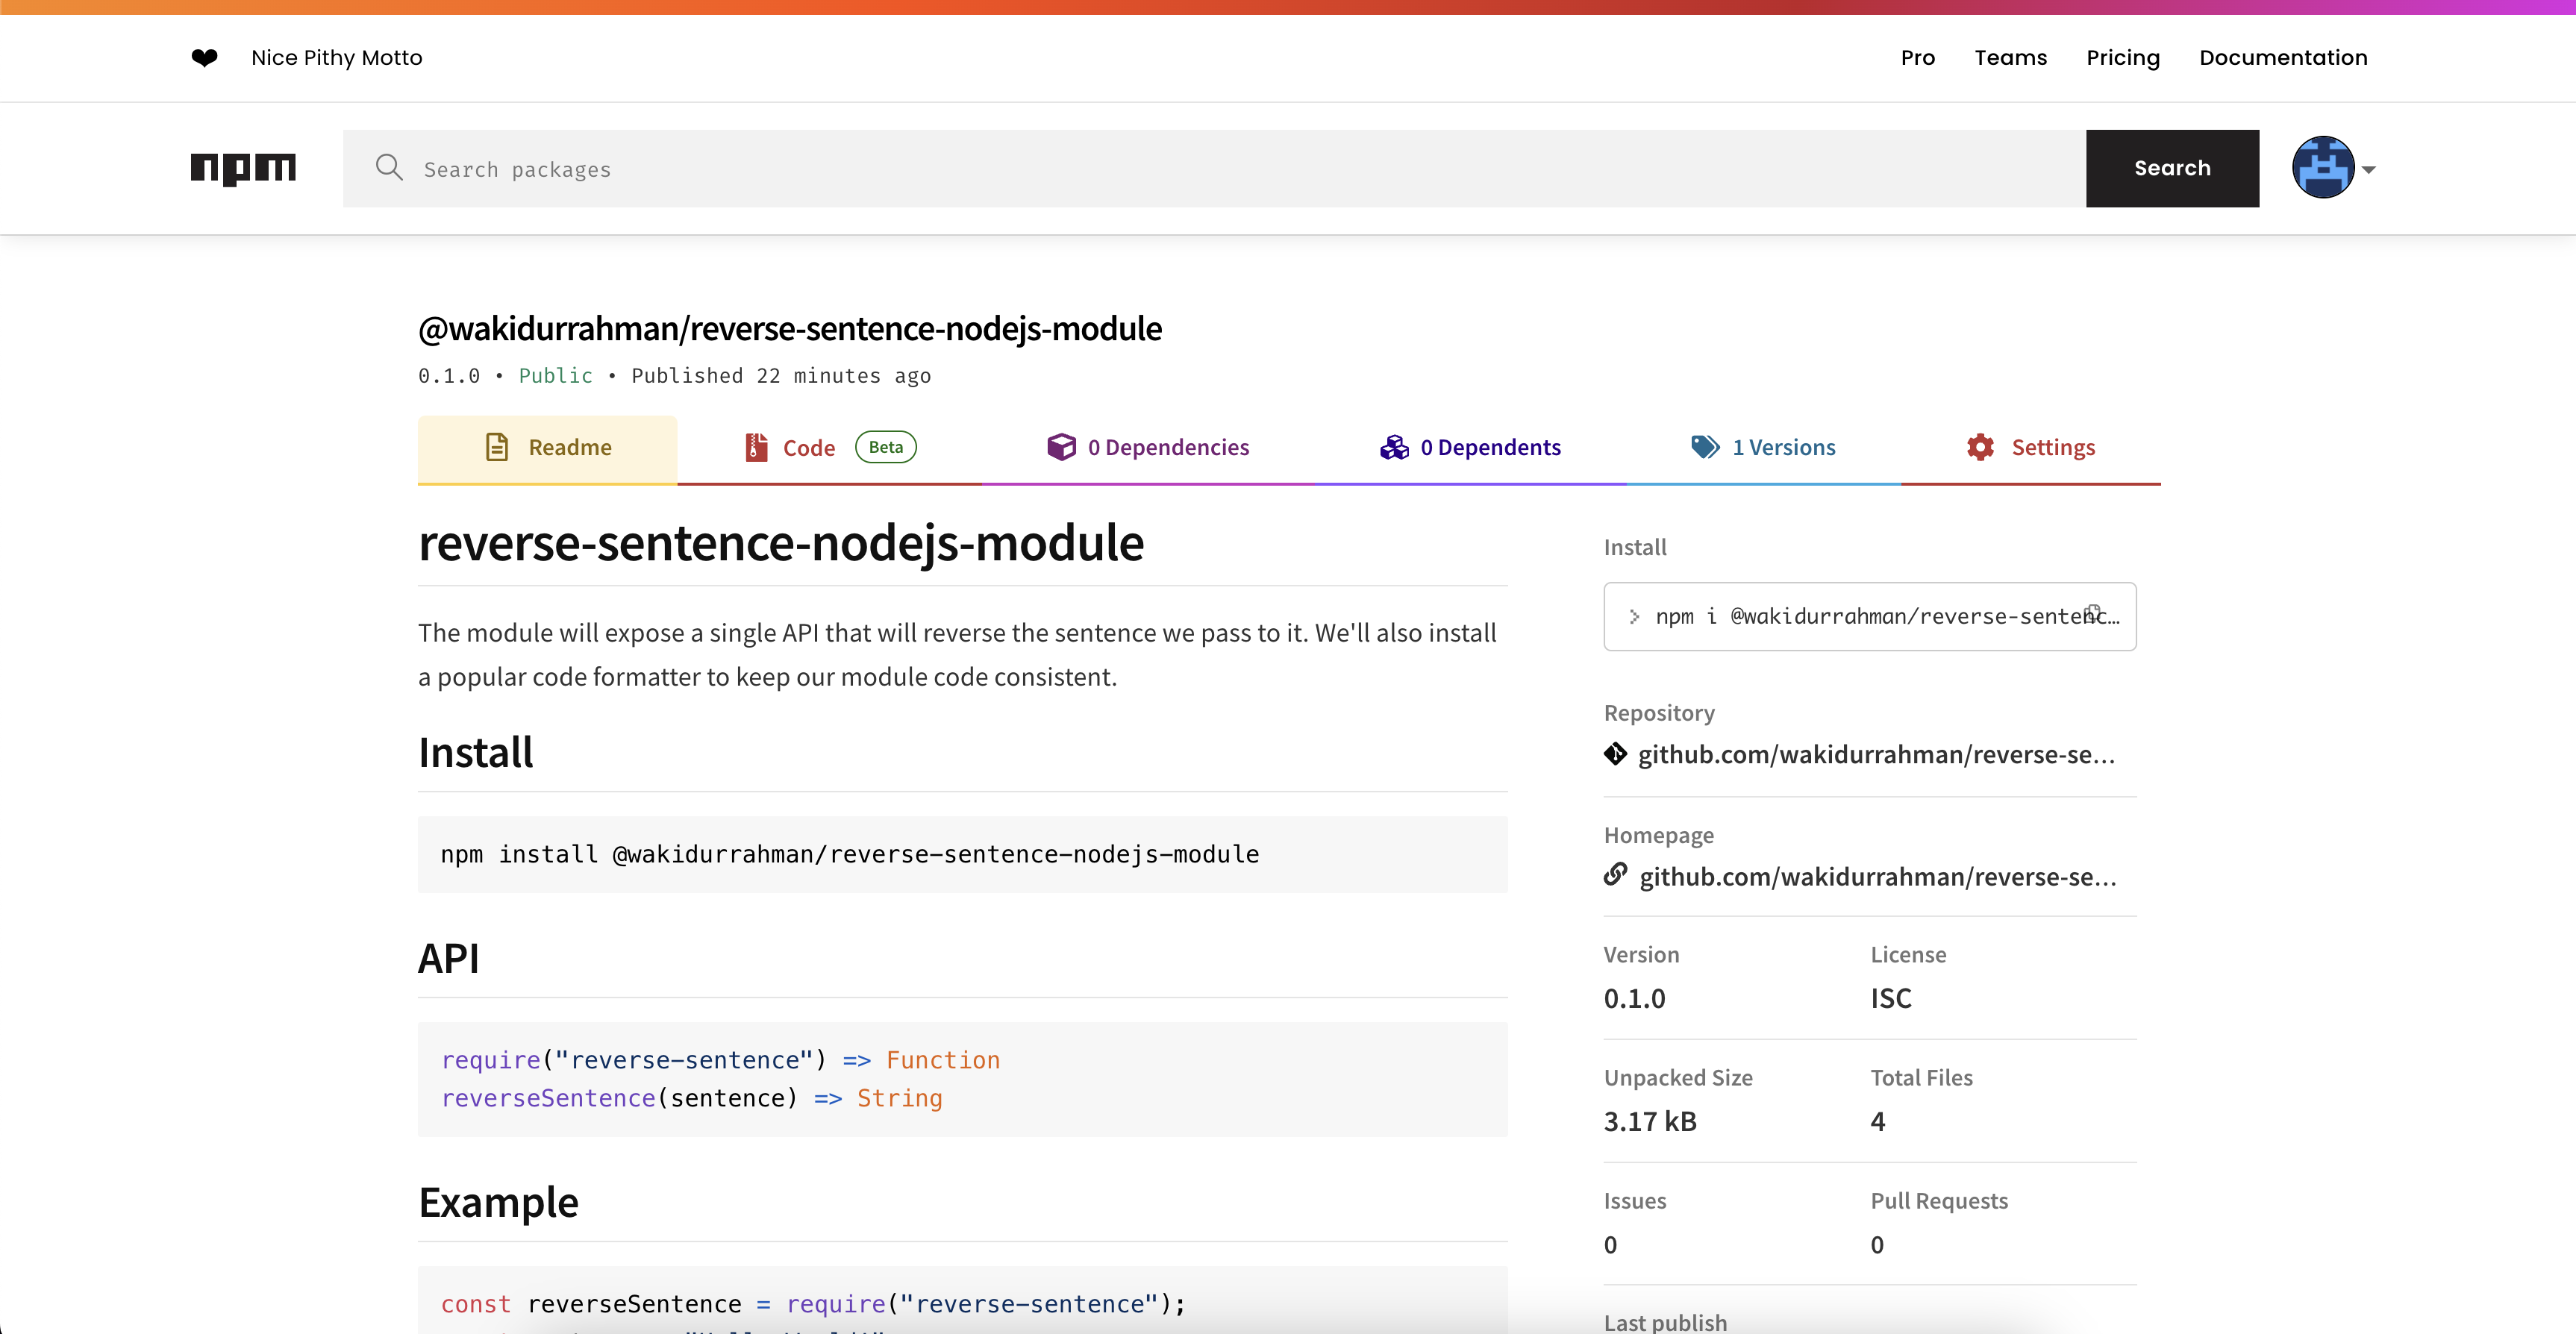 Nice Pithy Motto
Pro Teams Pricing Documentation
npm
Search packages
Search
@wakidurrahman/reverse-sentence-nodejs-module
0.1.0 • Public • Published 22 minutes ago
Readme
Code Beta
0 Dependencies
0 Dependents
1 Versions
Settings
reverse-sentence-nodejs-module
The module will expose a single API that will reverse the sentence we pass to it. We'll also install
a popular code formatter to keep our module code consistent.
Install
npm install @wakidurrahman/reverse-sentence-nodejs-module
API
require("reverse-sentence") => Function
reverseSentence(sentence) => String
Example
const reverseSentence = require("reverse-sentence");
Install
npm i @wakidurrahman/reverse-sentenc…
Repository
github.com/wakidurrahman/reverse-se...
Homepage
github.com/wakidurrahman/reverse-se...
Version
0.1.0
License
ISC
Unpacked Size
3.17 kB
Total Files
4
Issues
0
Pull Requests
0
Last publish